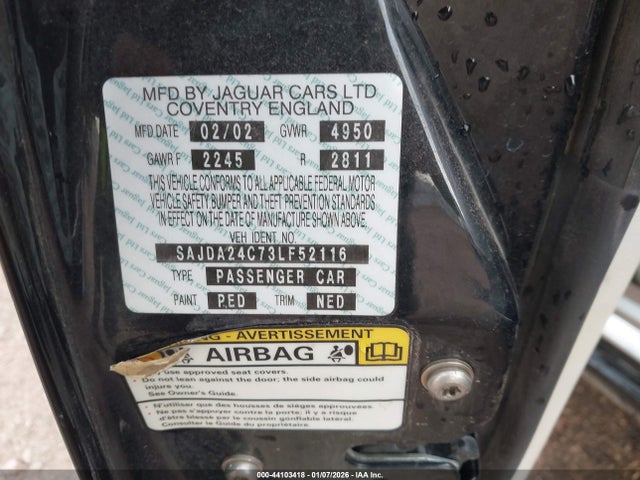 MFD BY JAGUAR CARS LTD
COVENTRY ENGLAND
MFD.DATE 02/02 GVWR 4950
GAWR F 2245 R 2811
THIS VEHICLE CONFORMS TO ALL APPLICABLE FEDERAL MOTOR
VEHICLE SAFETY, BUMPER AND THEFT PREVENTION STANDARDS
IN EFFECT ON THE DATE OF MANUFACTURE SHOWN ABOVE.
VEH IDENT NO.
SAJDA24C73LF52116
TYPE PASSENGER CAR
PAINT P.ED TRIM NED
- AVERTISSEMENT
AIRBAG
use approved seat covers.
Do not lean against the door; the side airbag could
injure you.
See Owner's Guide
N'utiliser que des housses de sièges approuvées.
Ne pas s'appuyer contre la porte; il y a risque
d'être blessé par le coussin gonflable latéral.
Consulter le Guide du propriétaire.
000-44103418 - 01/07/2026 - © IAA Inc.